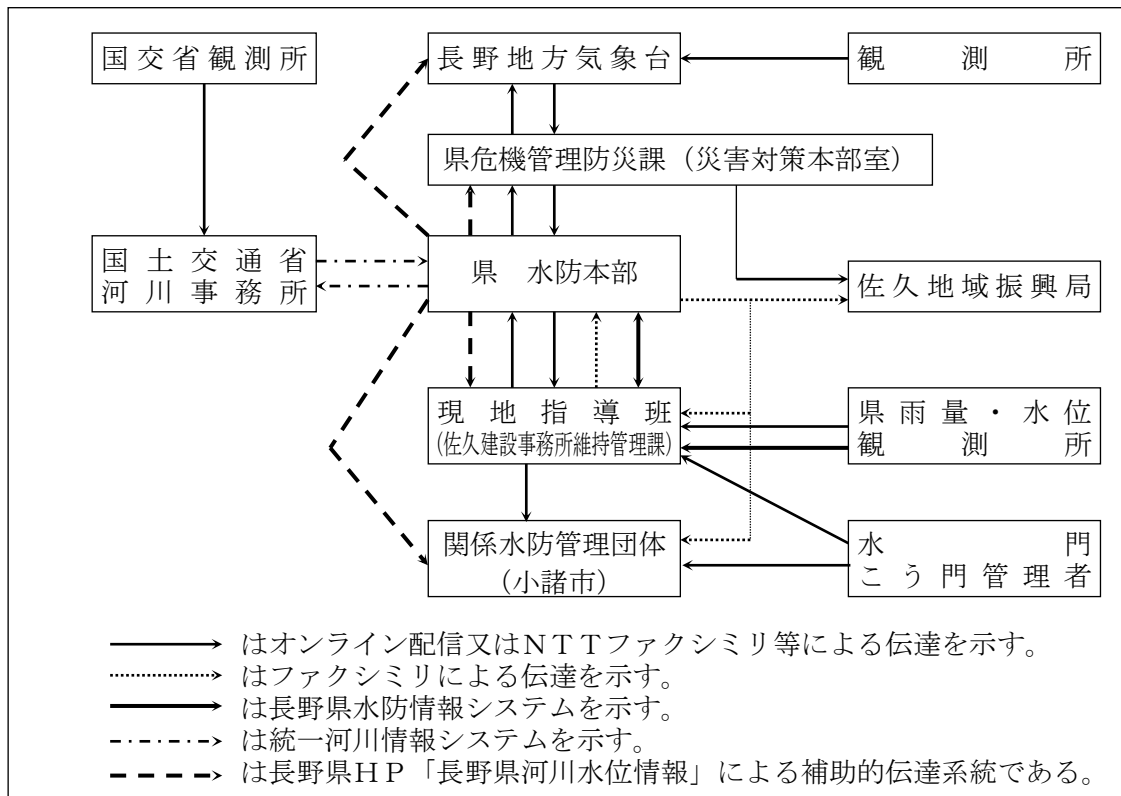 国交省観測所
長野地方気象台
観測所
県危機管理防災課（災害対策本部室）
国土交通省
河川事務所
県　水防本部
佐久地域振興局
現地指導班
(佐久建設事務所維持管理課)
県雨量・水位
観測所
関係水防管理団体
（小諸市）
水門
こう門管理者
はオンライン配信又はＮＴＴファクシミリ等による伝達を示す。
はファクシミリによる伝達を示す。
は長野県水防情報システムを示す。
は統一河川情報システムを示す。
は長野県ＨＰ「長野県河川水位情報」による補助的伝達系統である。